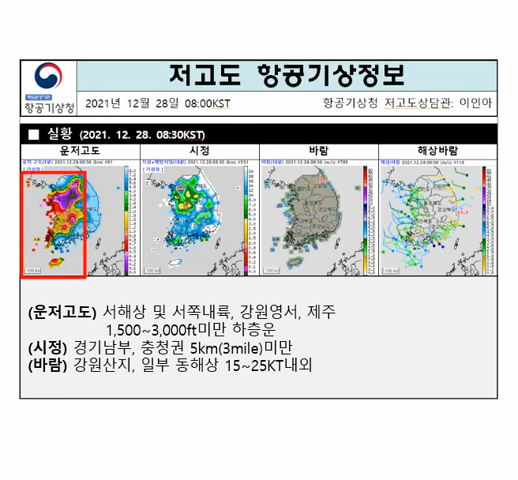 저고도 항공기상정보
항공기상청
2021년 12월 28일 08:00KST
항공기상청 저고도상담관: 이인아
■ 실황 (2021. 12. 28. 08:30KST)
운저고도 시정 바람 해상바람
(운저고도) 서해상 및 서쪽내륙, 강원영서, 제주
1,500~3,000ft미만 하층운
(시정) 경기남부, 충청권 5km(3mile)미만
(바람) 강원산지, 일부 동해상 15~25KT내외